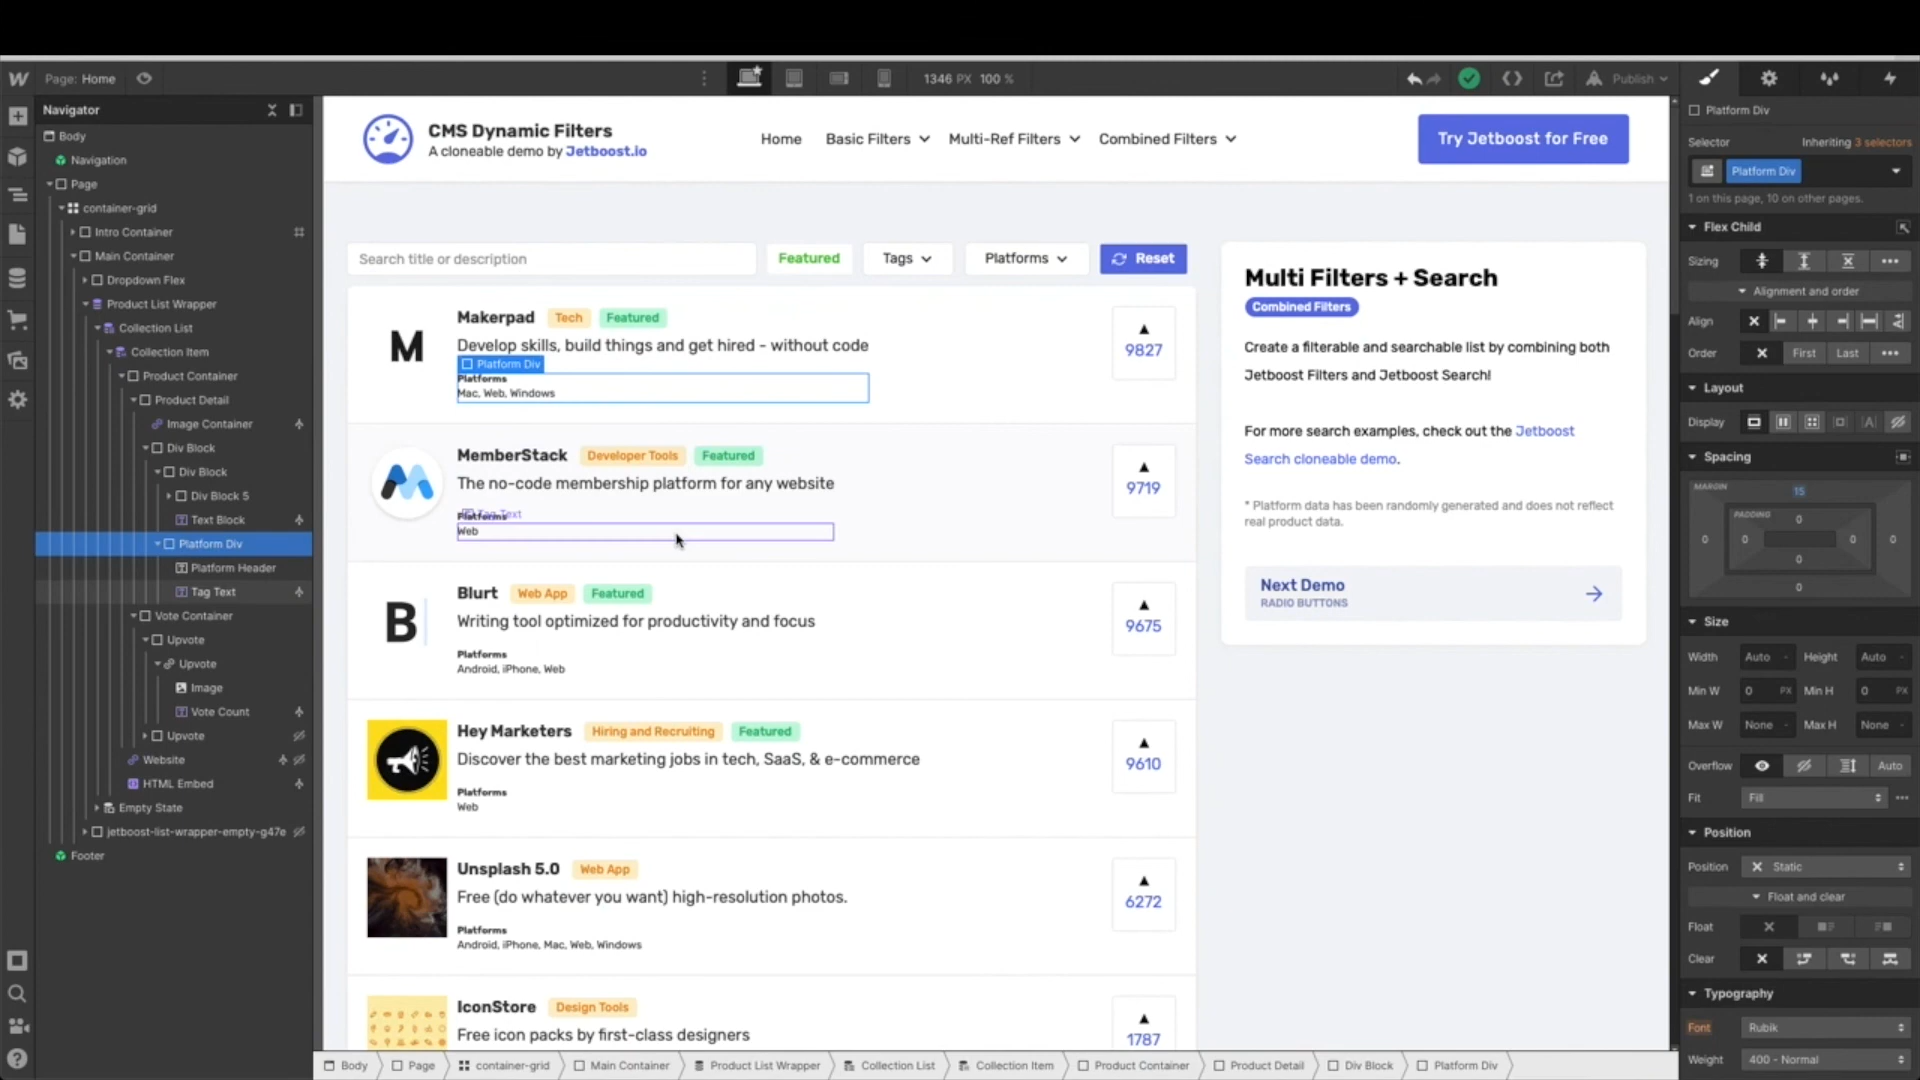 Page: Home
1346 PX 100 %
Publish
Navigator
Body
Navigation
Page
container-grid
Intro Container
Main Container
Dropdown Flex
Product List Wrapper
Collection List
Collection Item
Product Container
Product Detail
Image Container
Div Block
Div Block
Div Block 5
Text Block
Platform Div
Platform Header
Tag Text
Vote Container
Upvote
Upvote
Image
Vote Count
Upvote
Website
HTML Embed
Empty State
jetboost-list-wrapper-empty-g47e
Footer
CMS Dynamic Filters
A cloneable demo by Jetboost.io
Home
Basic Filters
Multi-Ref Filters
Combined Filters
Try Jetboost for Free
Search title or description
Featured
Tags
Platforms
Reset
M
Makerpad
Tech
Featured
Develop skills, build things and get hired - without code
Platform Div
Platforms
Mac, Web, Windows
9827
MemberStack
Developer Tools
Featured
The no-code membership platform for any website
Tag Text
Platforms
Web
9719
B
Blurt
Web App
Featured
Writing tool optimized for productivity and focus
Platforms
Android, iPhone, Web
9675
Hey Marketers
Hiring and Recruiting
Featured
Discover the best marketing jobs in tech, SaaS, & e-commerce
Platforms
Web
9610
Unsplash 5.0
Web App
Free (do whatever you want) high-resolution photos.
Platforms
Android, iPhone, Mac, Web, Windows
6272
IconStore
Design Tools
Free icon packs by first-class designers
1787
Multi Filters + Search
Combined Filters
Create a filterable and searchable list by combining both
Jetboost Filters and Jetboost Search!
For more search examples, check out the Jetboost
Search cloneable demo.
* Platform data has been randomly generated and does not reflect
real product data.
Next Demo
RADIO BUTTONS
Platform Div
Selector
Inheriting 3 selectors
Platform Div
1 on this page, 10 on other pages.
Flex Child
Sizing
Alignment and order
Align
Order
First
Last
Layout
Display
Spacing
MARGIN
15
PADDING
0
0
0
0
0
0
0
Size
Width
Auto
-
Height
Auto
-
Min W
0
PX
Min H
0
PX
Max W
None
-
Max H
None
-
Overflow
Auto
Fit
Fill
Position
Position
Static
Float and clear
Float
Clear
Typography
Font
Rubik
Weight
400 - Normal
Body
Page
container-grid
Main Container
Product List Wrapper
Collection List
Collection Item
Product Container
Product Detail
Div Block
Platform Div